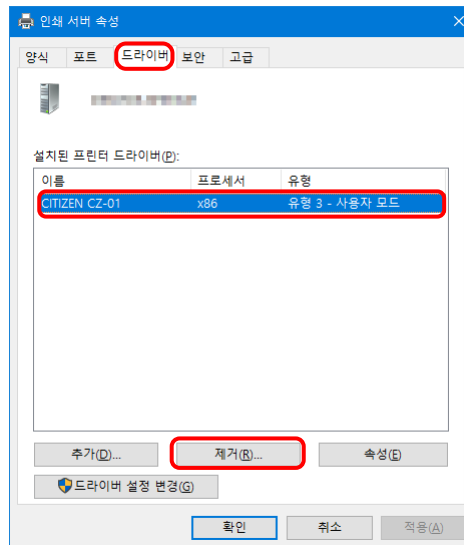 인쇄 서버 속성
양식 포트 드라이버 보안 고급
설치된 프린터 드라이버(P):
이름 프로세서 유형
CITIZEN CZ-01 x86 유형 3 - 사용자 모드
추가(D)... 제거(R)... 속성(E)
드라이버 설정 변경(G)
확인 취소 적용(A)